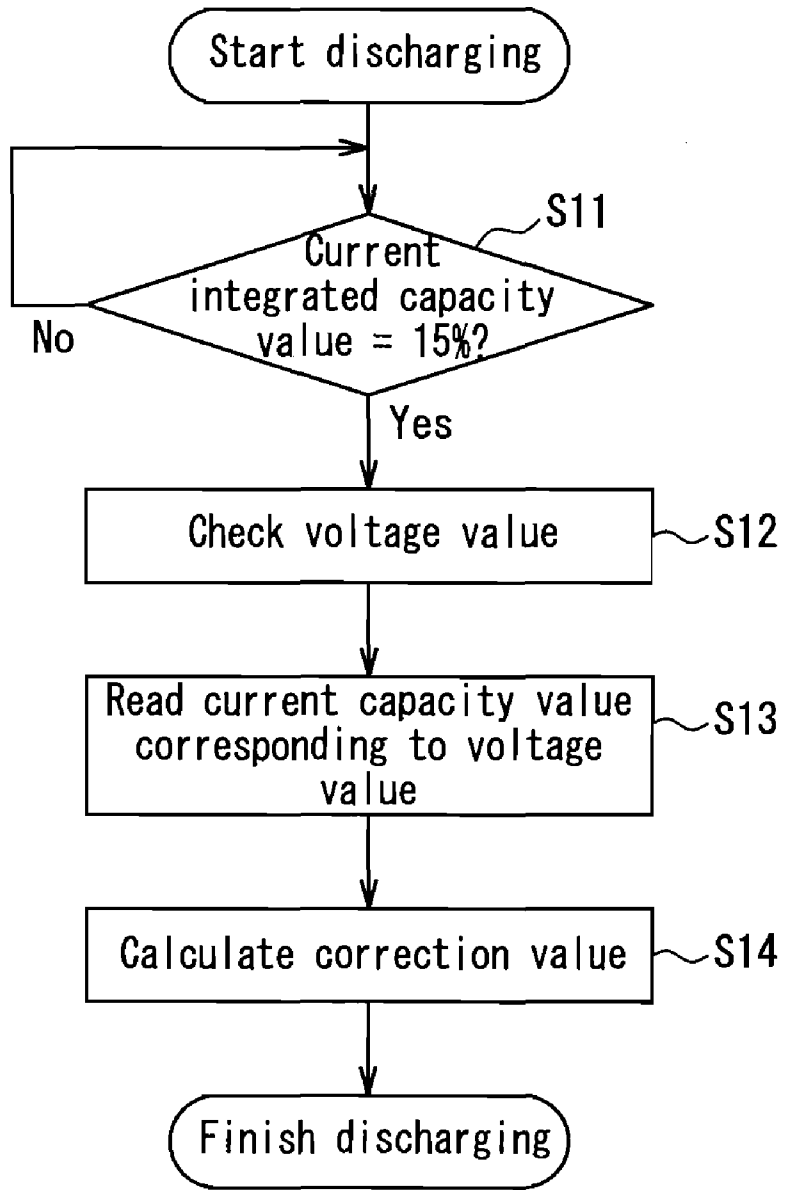 Start discharging
S11
Current
integrated capacity
value = 15%?
No
Yes
Check voltage value
S12
Read current capacity value
corresponding to voltage
value
S13
Calculate correction value
S14
Finish discharging